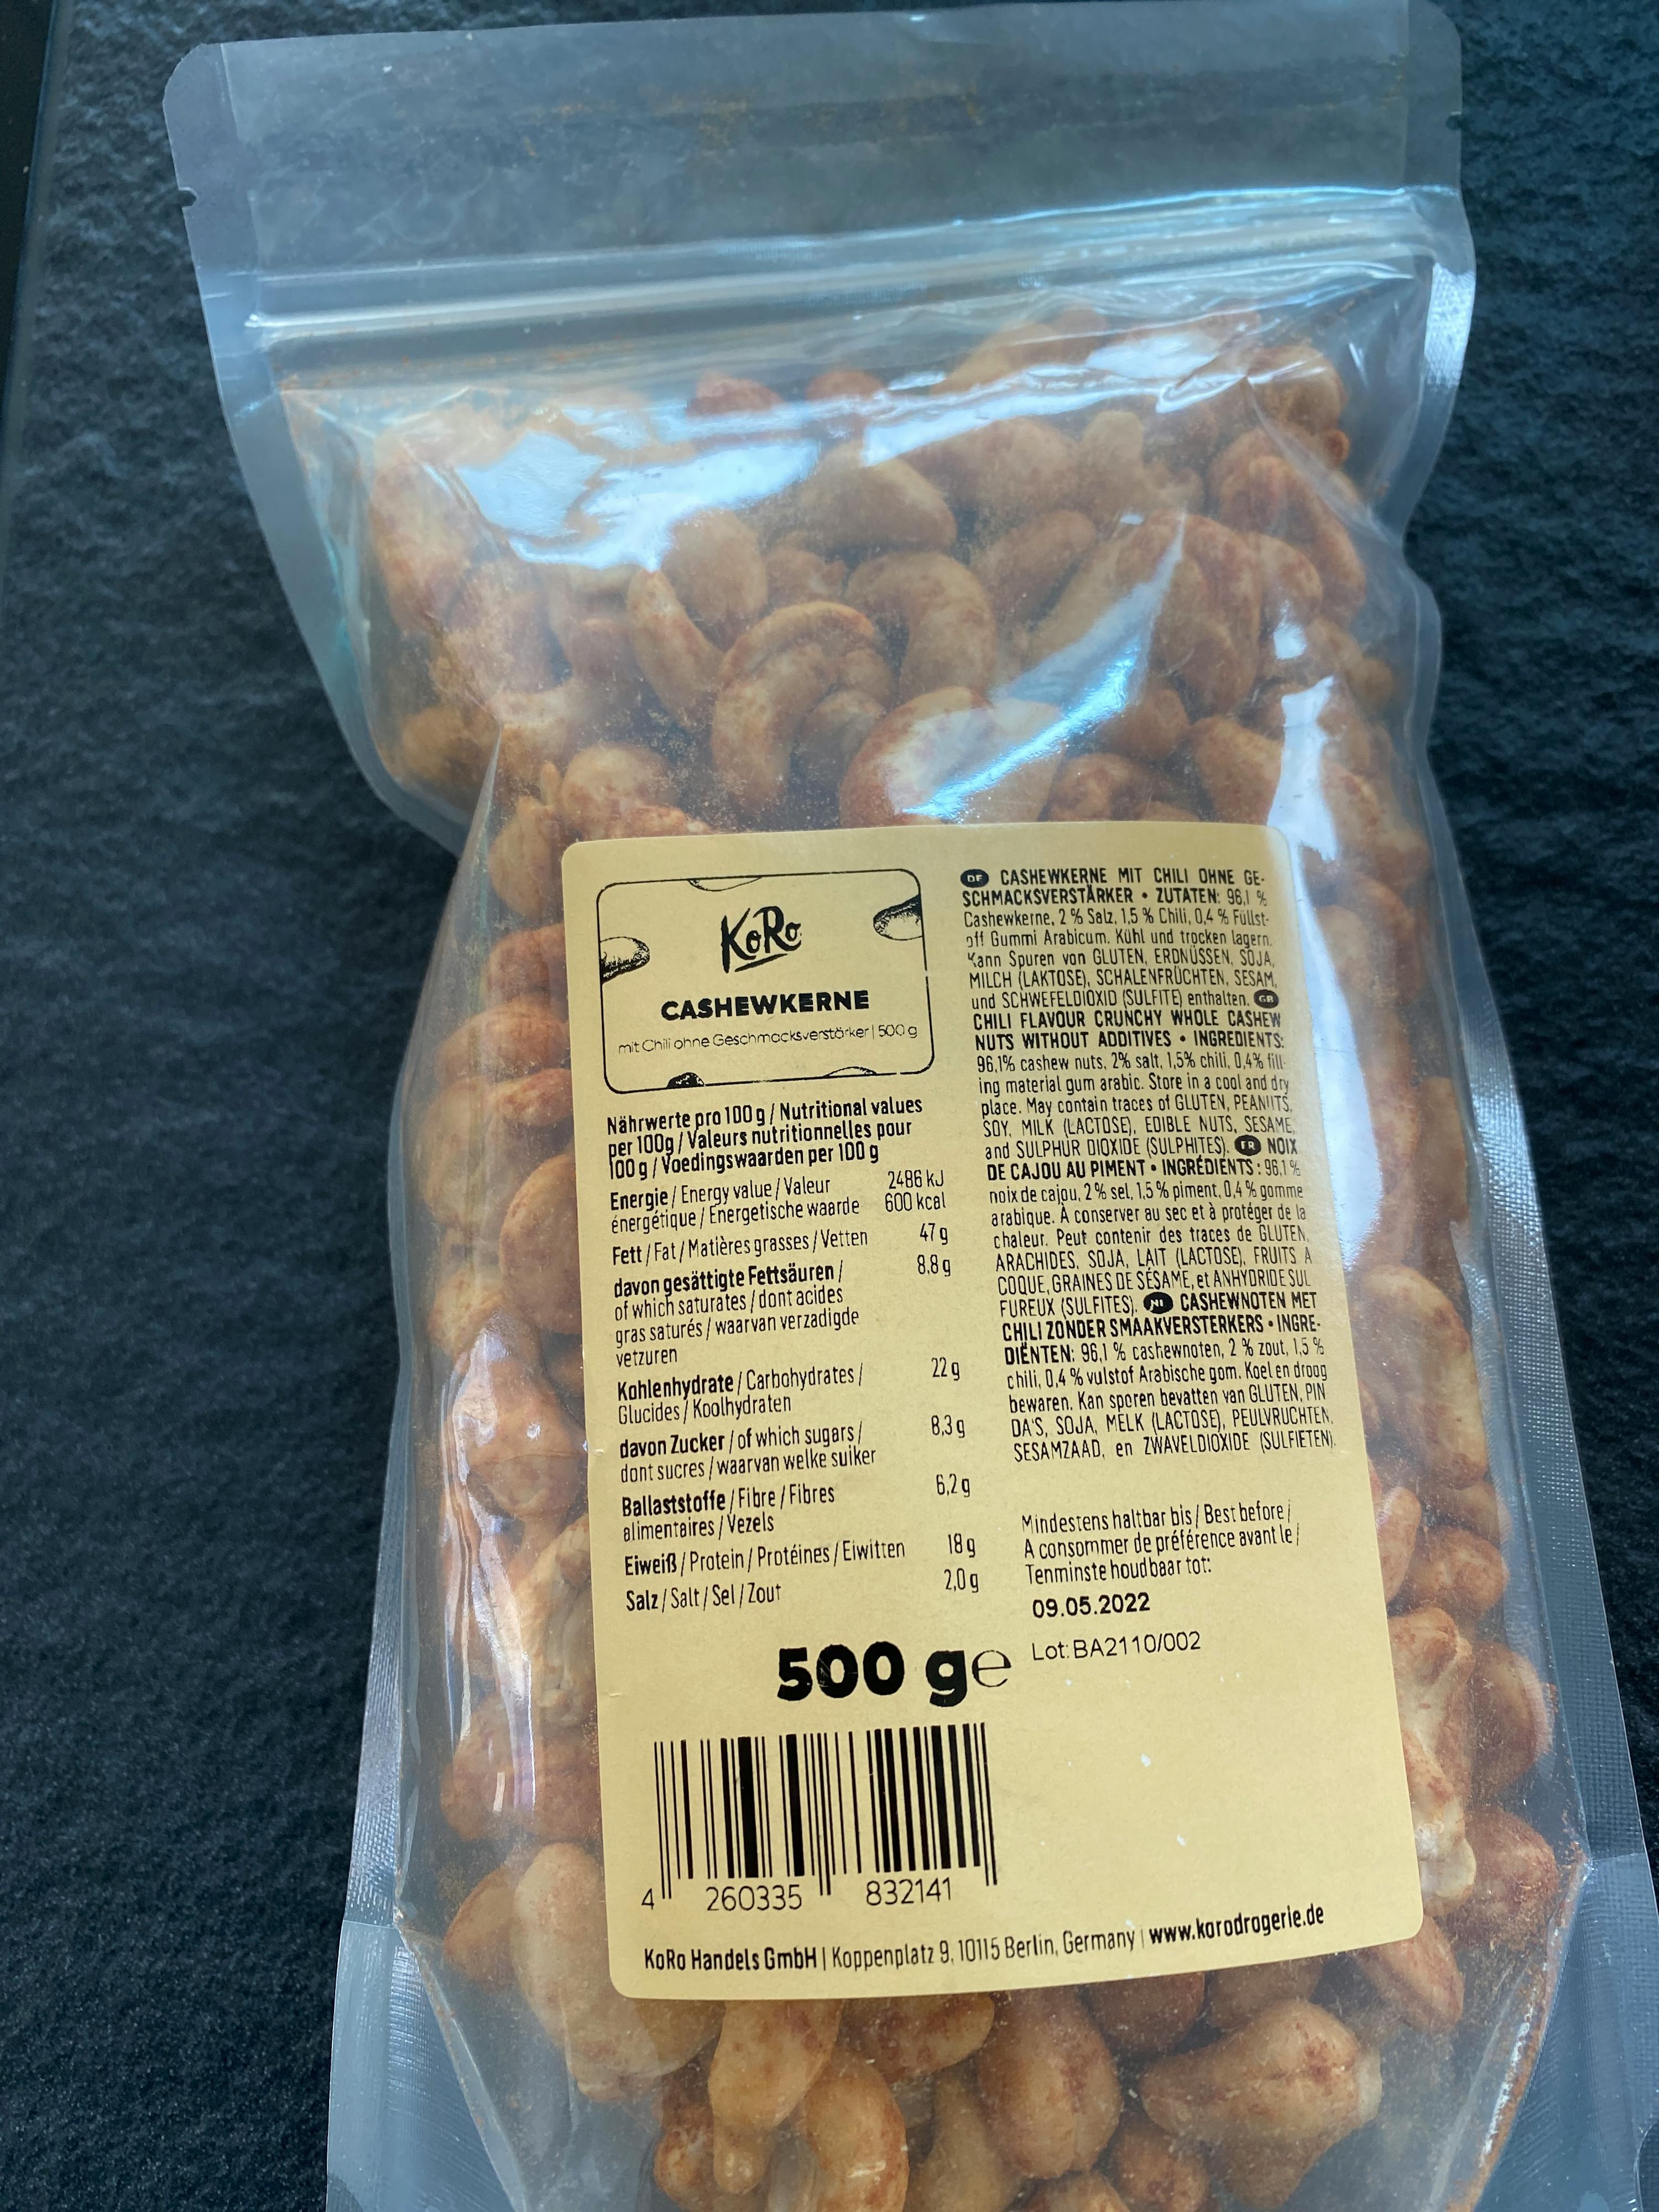 KoRo
CASHEWKERNE
mit Chili ohne Geschmacksverstärker | 500 g
Nährwerte pro 100 g / Nutritional values
per 100g / Valeurs nutritionnelles pour
100 g / Voedingswaarden per 100 g
Energie / Energy value / Valeur 2486 kJ
énergétique / Energetische waarde 600 kcal
Fett / Fat / Matières grasses / Vetten 47 g
davon gesättigte Fettsäuren / 8,8 g
of which saturates / dont acides
gras saturés / waarvan verzadigde
vetzuren
Kohlenhydrate / Carbohydrates / 22 g
Glucides / Koolhydraten
davon Zucker / of which sugars / 8,3 g
dont sucres / waarvan welke suiker
Ballaststoffe / Fibre / Fibres 6,2 g
alimentaires / Vezels
Eiweiß / Protein / Protéines / Eiwitten 18 g
Salz / Salt / Sel / Zout 2,0 g
DE CASHEWKERNE MIT CHILI OHNE GE-
SCHMACKSVERSTÄRKER • ZUTATEN: 96,1 %
Cashewkerne, 2 % Salz, 1,5 % Chili, 0,4 % Füllst-
off Gummi Arabicum. Kühl und trocken lagern.
Kann Spuren von GLUTEN, ERDNÜSSEN, SOJA,
MILCH (LAKTOSE), SCHALENFRÜCHTEN, SESAM,
und SCHWEFELDIOXID (SULFITE) enthalten. GB
CHILI FLAVOUR CRUNCHY WHOLE CASHEW
NUTS WITHOUT ADDITIVES • INGREDIENTS:
96,1% cashew nuts, 2% salt, 1,5% chili, 0,4% fill-
ing material gum arabic. Store in a cool and dry
place. May contain traces of GLUTEN, PEANUTS,
SOY, MILK (LACTOSE), EDIBLE NUTS, SESAME,
and SULPHUR DIOXIDE (SULPHITES). FR NOIX
DE CAJOU AU PIMENT • INGRÉDIENTS : 96,1 %
noix de cajou, 2 % sel, 1,5 % piment, 0,4 % gomme
arabique. À conserver au sec et à protéger de la
chaleur. Peut contenir des traces de GLUTEN,
ARACHIDES, SOJA, LAIT (LACTOSE), FRUITS À
COQUE, GRAINES DE SÉSAME, et ANHYDRIDE SUL
FUREUX (SULFITES). NL CASHEWNOTEN MET
CHILI ZONDER SMAAKVERSTERKERS • INGRE-
DIËNTEN: 96,1 % cashewnoten, 2 % zout, 1,5 %
chili, 0,4 % vulstof Arabische gom. Koel en droog
bewaren. Kan sporen bevatten van GLUTEN, PIN
DA'S, SOJA, MELK (LACTOSE), PEULVRUCHTEN,
SESAMZAAD, en ZWAVELDIOXIDE (SULFIETEN).
Mindestens haltbar bis / Best before /
A consommer de préférence avant le /
Tenminste houdbaar tot:
09.05.2022
Lot: BA2110/002
500 g e
4 260335 832141
KoRo Handels GmbH | Koppenplatz 9, 10115 Berlin, Germany | www.korodrogerie.de